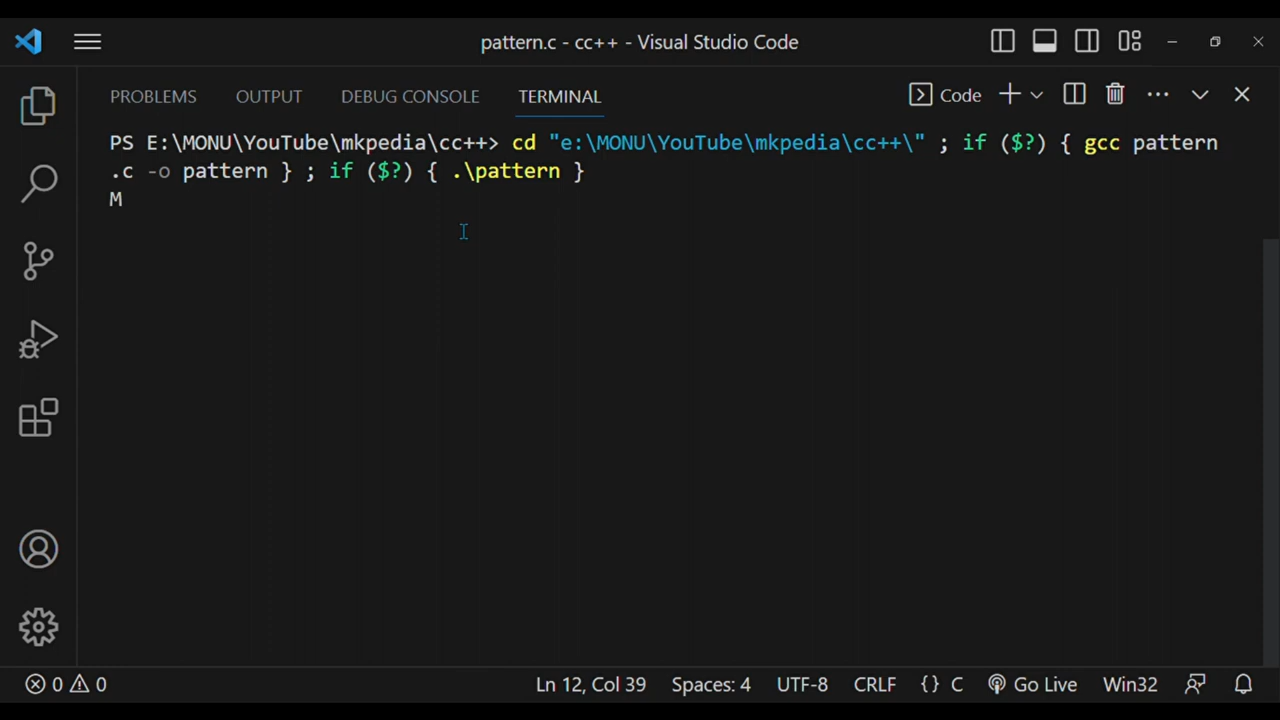 pattern.c - cc++ - Visual Studio Code
PROBLEMS OUTPUT DEBUG CONSOLE TERMINAL Code
PS E:\MONU\YouTube\mkpedia\cc++> cd "e:\MONU\YouTube\mkpedia\cc++\" ; if ($?) { gcc pattern
.c -o pattern } ; if ($?) { .\pattern }
M
0 0 Ln 12, Col 39 Spaces: 4 UTF-8 CRLF {} C Go Live Win32